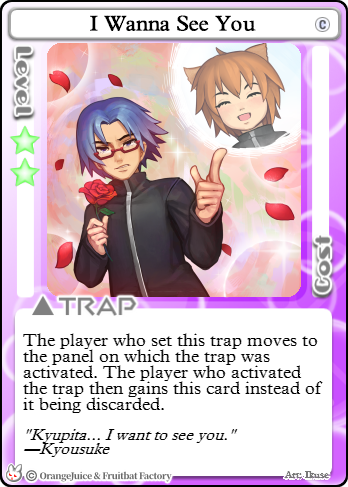 I Wanna See You
C
Level
Cost
TRAP
The player who set this trap moves to
the panel on which the trap was
activated. The player who activated
the trap then gains this card instead of
it being discarded.
"Kyupita... I want to see you."
—Kyousuke
© OrangeJuice & Fruitbat Factory
Art: Ikuse